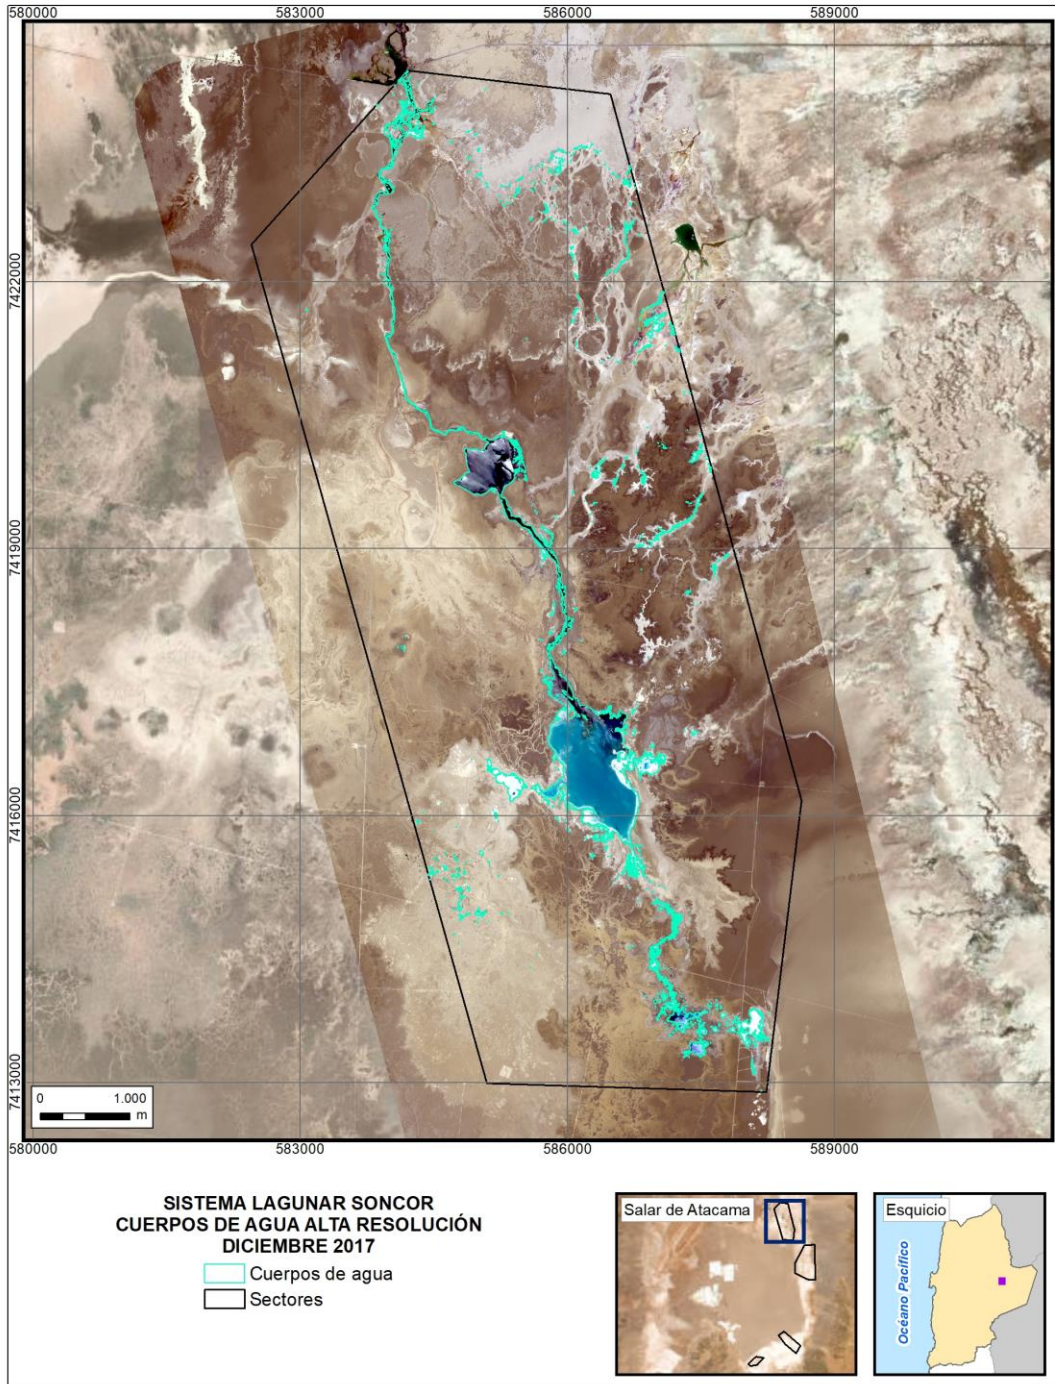 580000 583000 586000 589000
7422000
7419000
7416000
7413000
0 1.000
m
580000 583000 586000 589000
SISTEMA LAGUNAR SONCOR
CUERPOS DE AGUA ALTA RESOLUCIÓN
DICIEMBRE 2017
Cuerpos de agua
Sectores
Salar de Atacama
Esquicio
Océano Pacífico